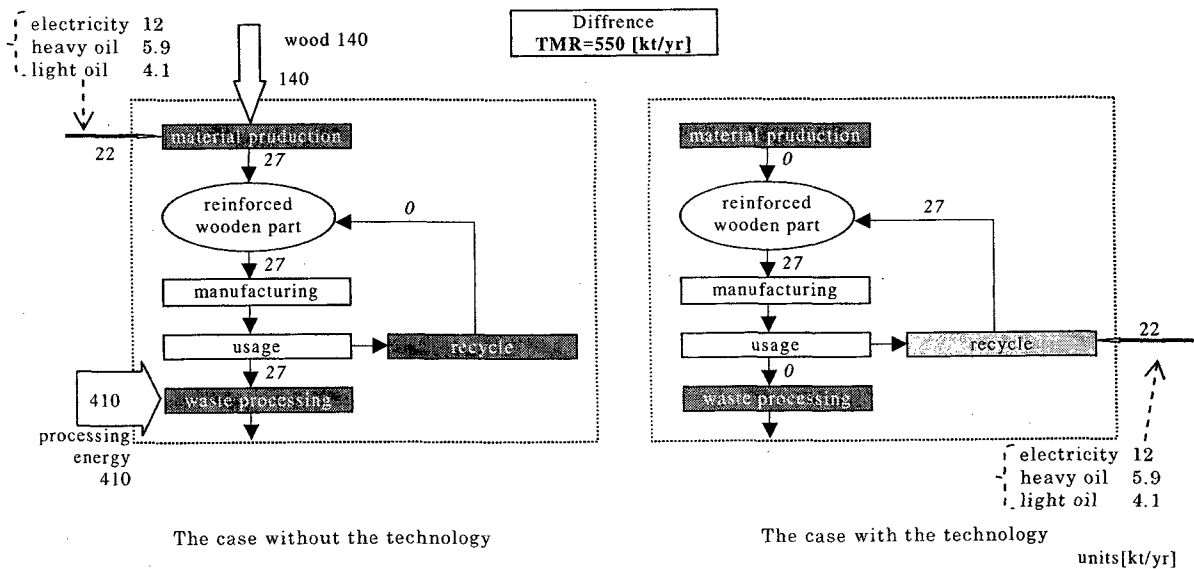 electricity 12
heavy oil 5.9
light oil 4.1
wood 140
140
Diffrence
TMR=550 [kt/yr]
22
material pruduction
27
reinforced
wooden part
0
27
manufacturing
usage
recycle
27
410
waste processing
processing
energy
410
The case without the technology
material pruduction
0
reinforced
wooden part
27
27
manufacturing
usage
recycle
22
0
waste processing
electricity 12
heavy oil 5.9
light oil 4.1
The case with the technology
units[kt/yr]